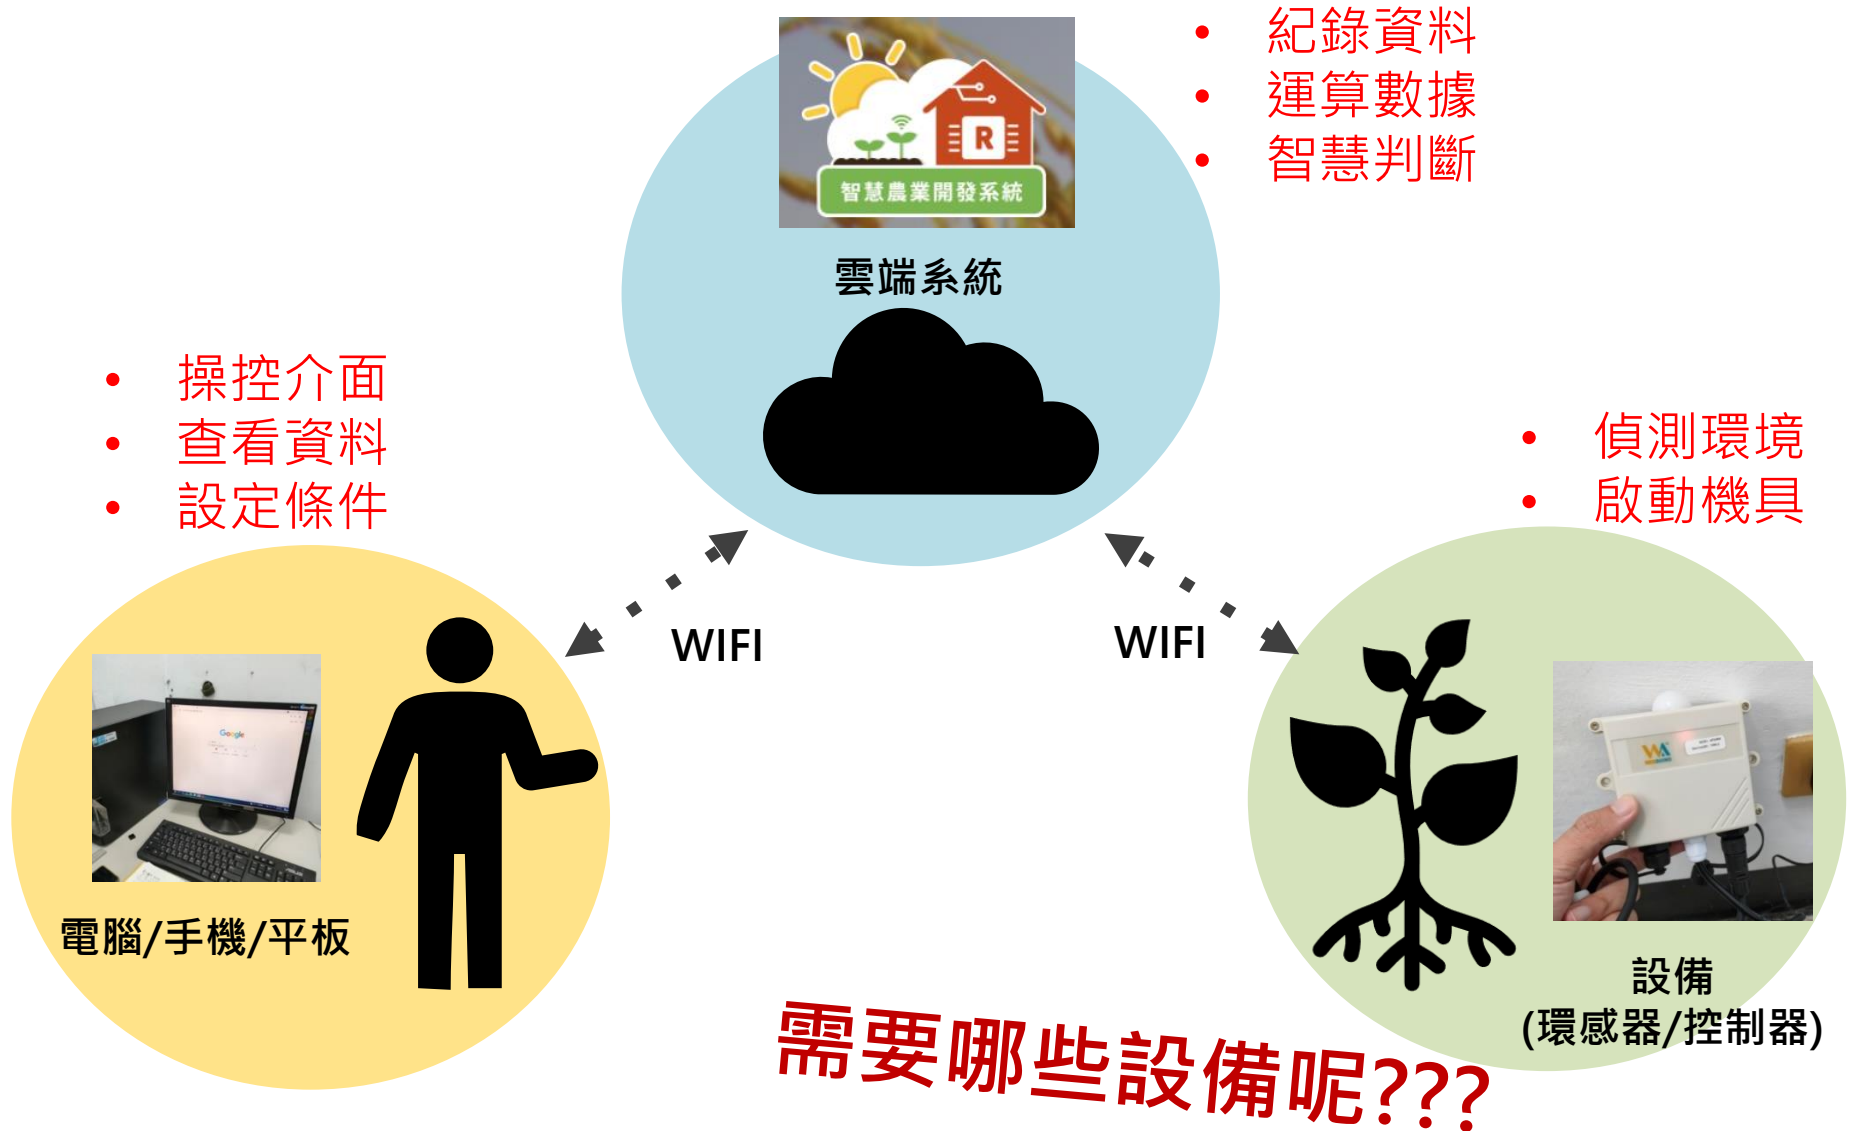 紀錄資料
運算數據
智慧判斷
R
智慧農業開發系統
雲端系統
操控介面
查看資料
設定條件
偵測環境
啟動機具
WIFI
WIFI
Google
WA
電腦/手機/平板
設備
(環感器/控制器)
需要哪些設備呢???